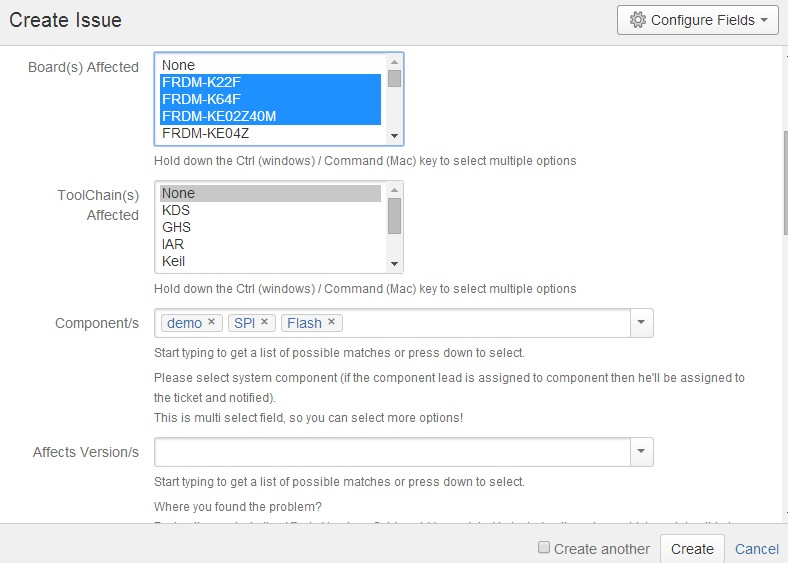 Create Issue
Configure Fields
Board(s) Affected
None
FRDM-K22F
FRDM-K64F
FRDM-KE02Z40M
FRDM-KE04Z
Hold down the Ctrl (windows) / Command (Mac) key to select multiple options
ToolChain(s)
Affected
None
KDS
GHS
IAR
Keil
Hold down the Ctrl (windows) / Command (Mac) key to select multiple options
Component/s
demo × SPI × Flash ×
Start typing to get a list of possible matches or press down to select.
Please select system component (if the component lead is assigned to component then he'll be assigned to
the ticket and notified).
This is multi select field, so you can select more options!
Affects Version/s
Start typing to get a list of possible matches or press down to select.
Where you found the problem?
Create another
Create
Cancel